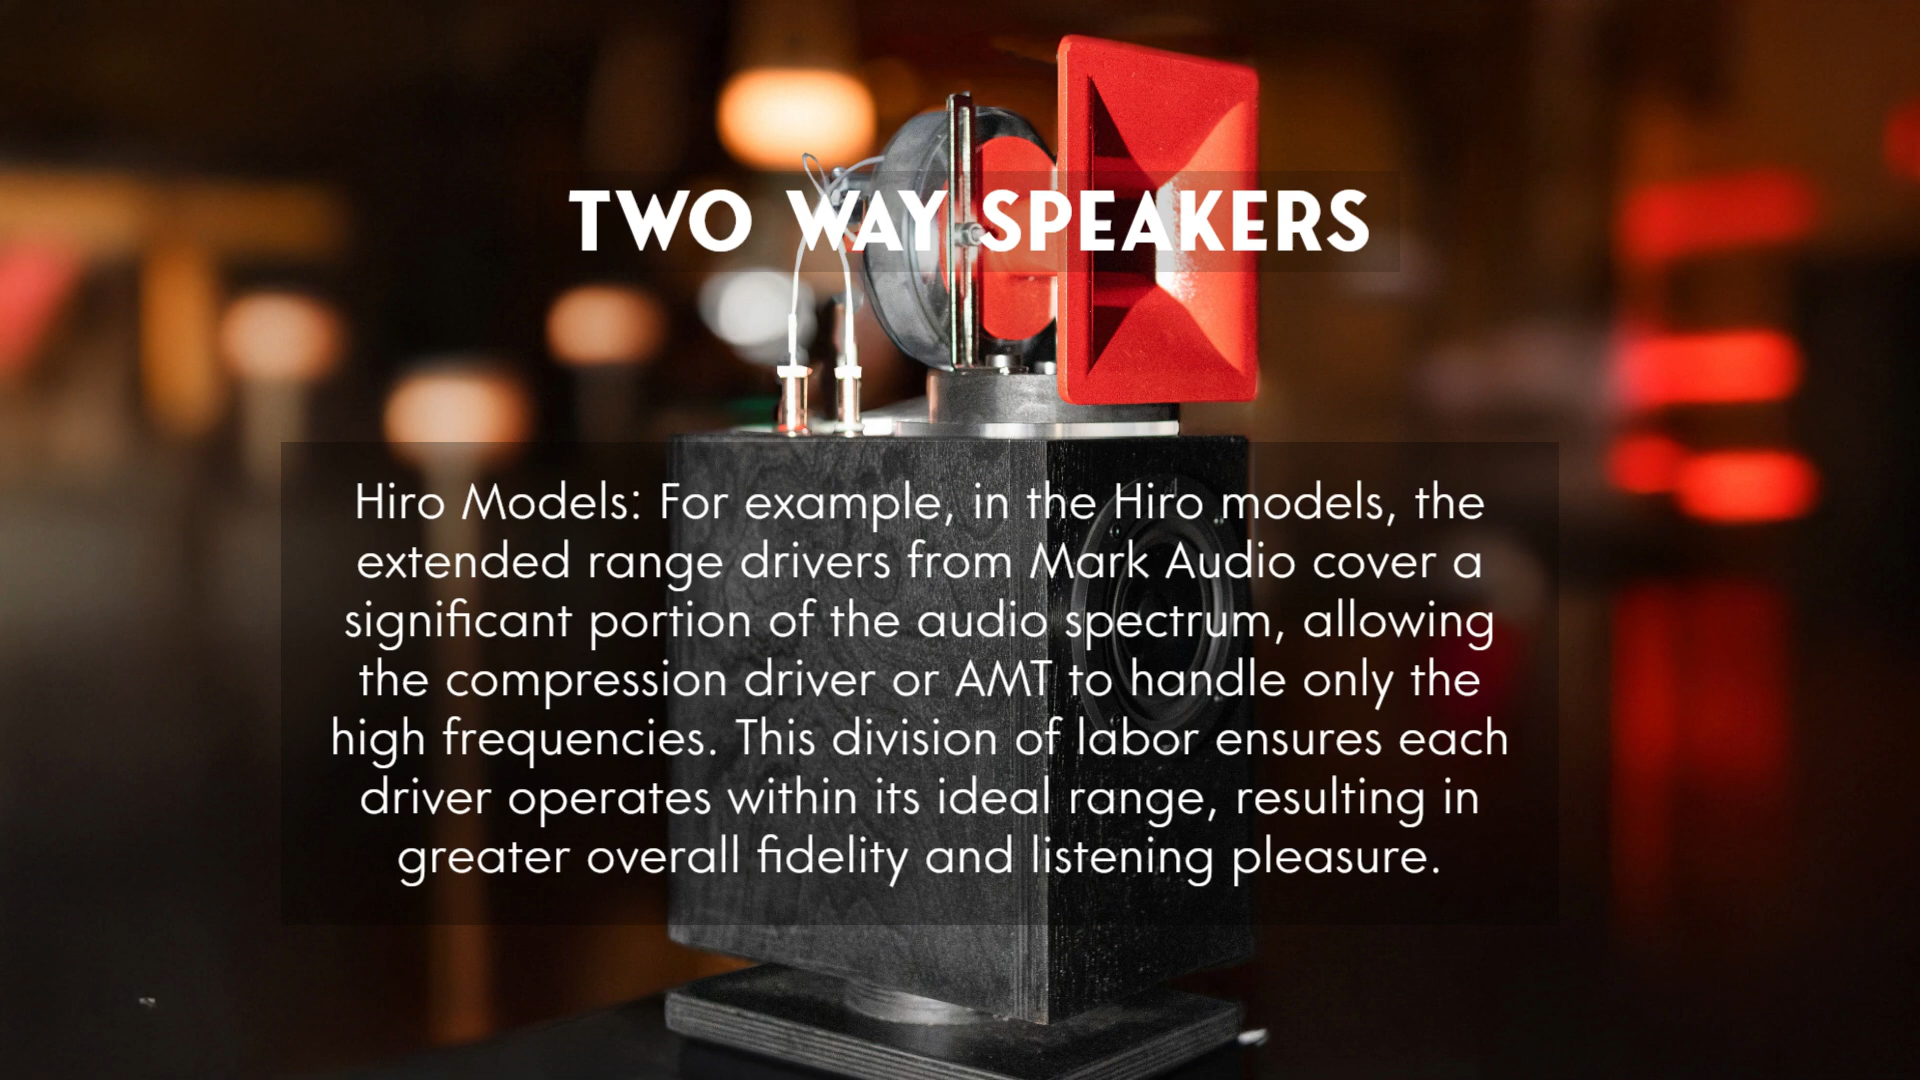 TWO WAY SPEAKERS
Hiro Models: For example, in the Hiro models, the
extended range drivers from Mark Audio cover a
significant portion of the audio spectrum, allowing
the compression driver or AMT to handle only the
high frequencies. This division of labor ensures each
driver operates within its ideal range, resulting in
greater overall fidelity and listening pleasure.